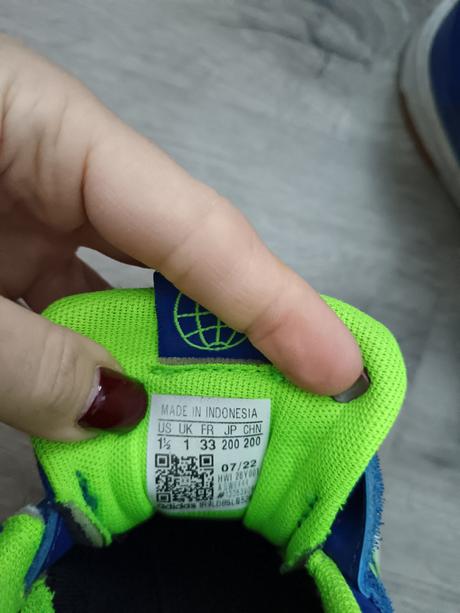 MADE IN INDONESIA
US UK FR JP CHN
1½ 1 33 200 200
07/22
adidas